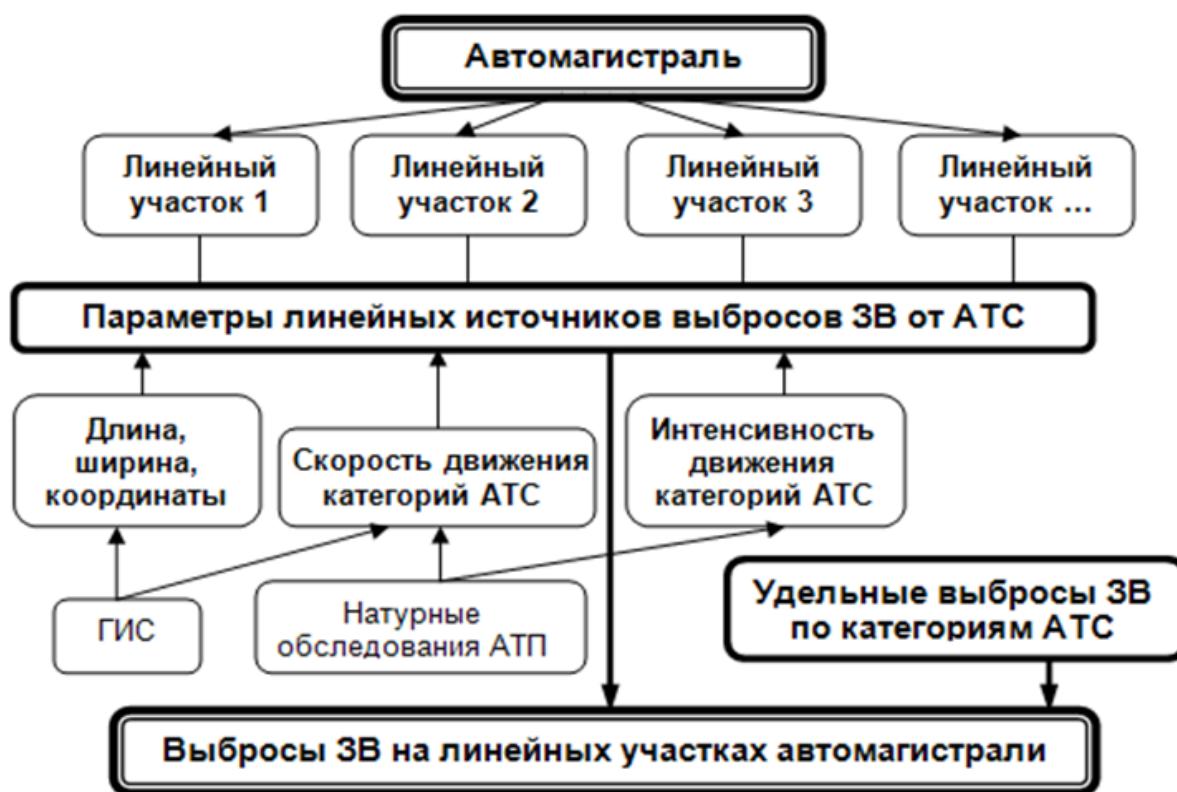 Автомагистраль
Линейный
участок 1
Линейный
участок 2
Линейный
участок 3
Линейный
участок ...
Параметры линейных источников выбросов ЗВ от АТС
Длина,
ширина,
координаты
Скорость движения
категорий АТС
Интенсивность
движения
категорий АТС
ГИС
Натурные
обследования АТП
Удельные выбросы ЗВ
по категориям АТС
Выбросы ЗВ на линейных участках автомагистрали